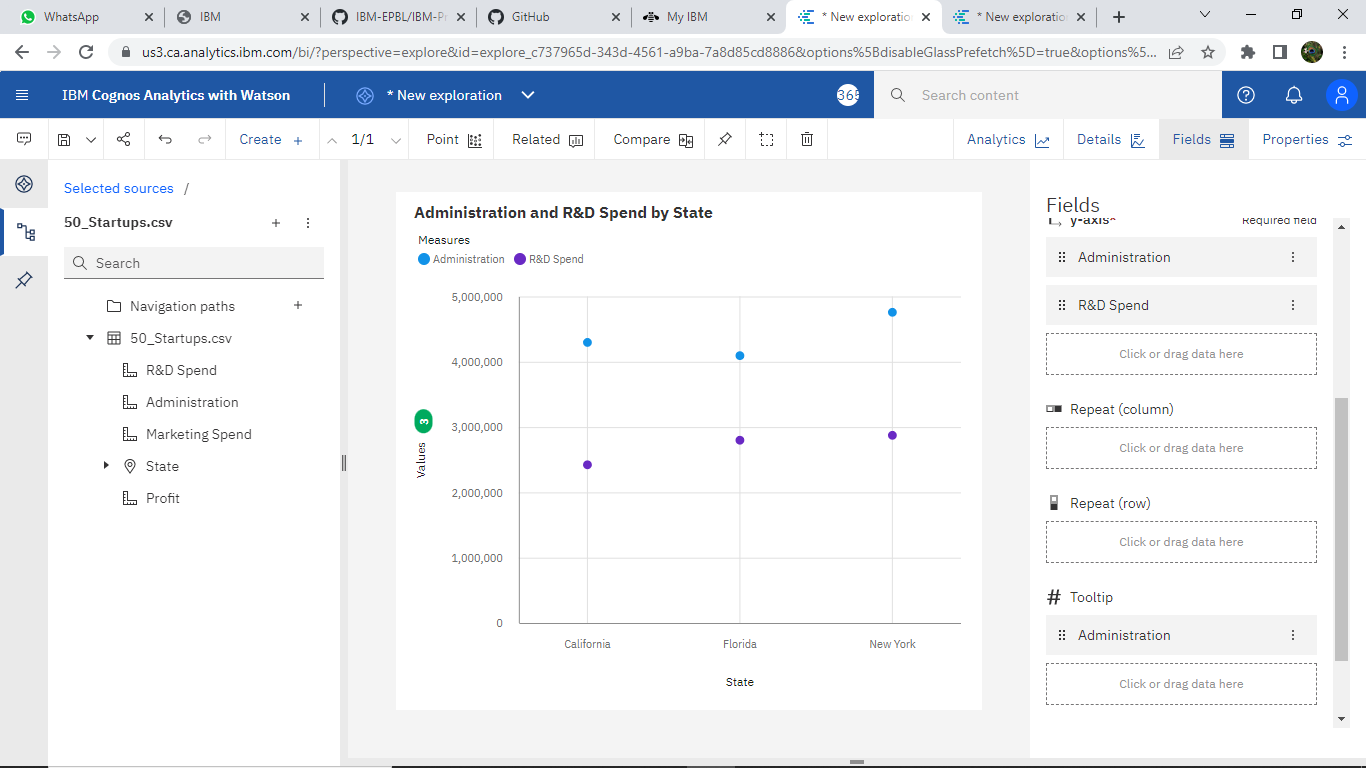 WhatsApp
IBM
IBM-EPBL/IBM-Pr
GitHub
My IBM
* New exploratio
* New exploratio
us3.ca.analytics.ibm.com/bi/?perspective=explore&id=explore_c737965d-343d-4561-a9ba-7a8d85cd8886&options%5BdisableGlassPrefetch%5D=true&options%5...
IBM Cognos Analytics with Watson
* New exploration
365
Search content
Create +
1/1
Point
Related
Compare
Analytics
Details
Fields
Properties
Selected sources /
50_Startups.csv
Search
Navigation paths
50_Startups.csv
R&D Spend
Administration
Marketing Spend
State
Profit
Administration and R&D Spend by State
Measures
Administration
R&D Spend
5,000,000
4,000,000
3,000,000
2,000,000
1,000,000
0
3
Values
California
Florida
New York
State
Fields
y-axis*
Required field
Administration
R&D Spend
Click or drag data here
Repeat (column)
Click or drag data here
Repeat (row)
Click or drag data here
# Tooltip
Administration
Click or drag data here